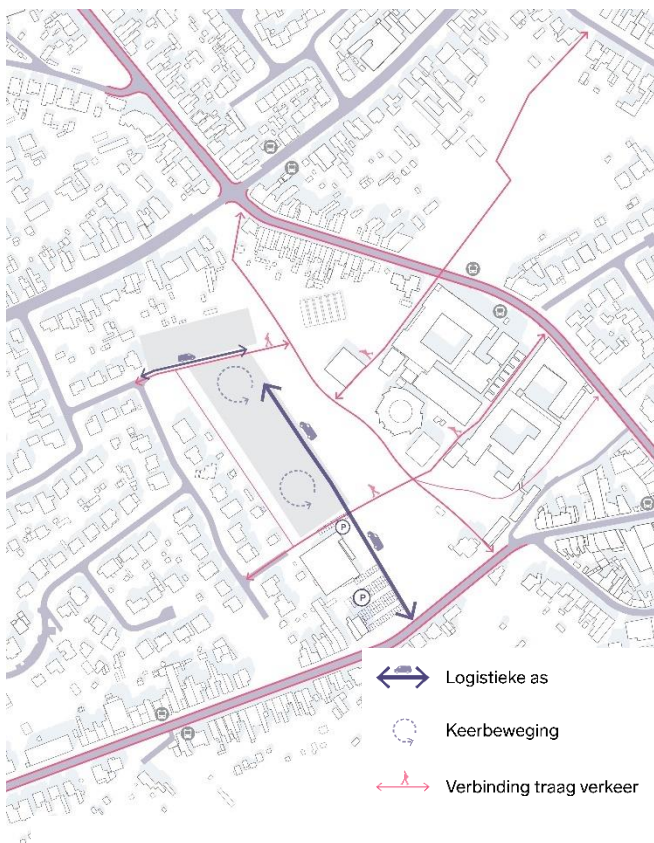 P
P
Logistieke as
Keerbeweging
Verbinding traag verkeer